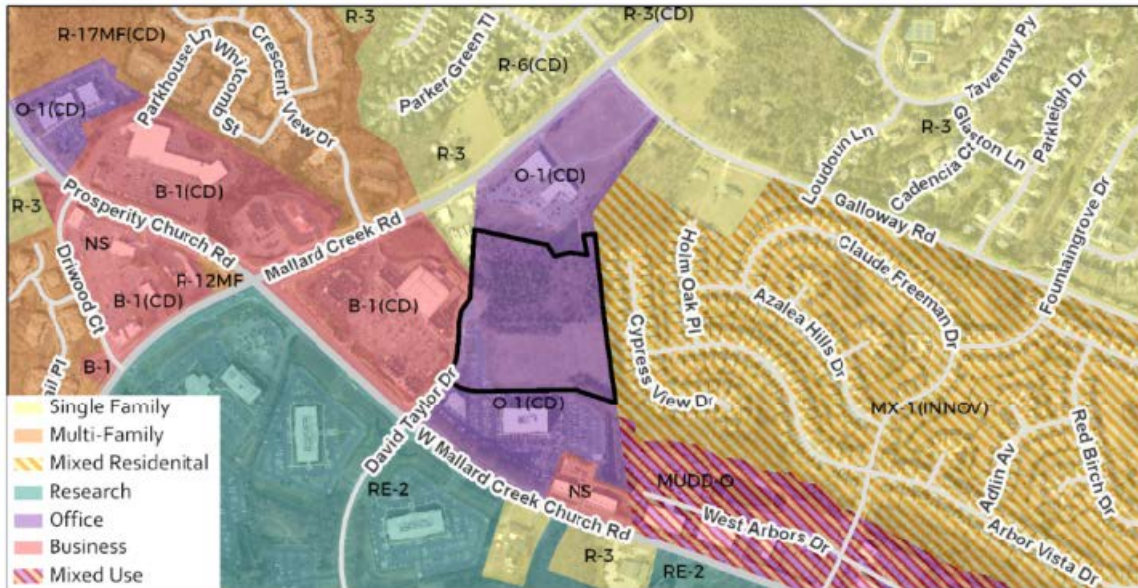 R-3
R-3(CD)
R-17MF(CD)
Parkhouse Ln
Whitcomb St
Crescent View Dr
Parker Green Tl
R-6(CD)
Tavernay Py
Glaston Ln
Parkleigh Dr
R-3
O-1(CD)
Loudoun Ln
Cadencia Ct
R-3
O-1(CD)
B-1(CD)
Galloway Rd
Fountaingrove Dr
R-3
Prosperity Church Rd
Mallard Creek Rd
NS
Driwood Ct
R-12MF
B-1(CD)
B-1(CD)
Holm Oak Pl
Claude Freeman Dr
Azalea Hills Dr
Cypress View Dr
B-1
ail Pl
David Taylor Dr
O-1(CD)
MX-1(INNOV)
Red Birch Dr
Adlin Av
W Mallard Creek Church Rd
RE-2
NS
MUDD-O
West Arbors Dr
Arbor Vista Dr
R-3
RE-2
Single Family
Multi-Family
Mixed Residenital
Research
Office
Business
Mixed Use